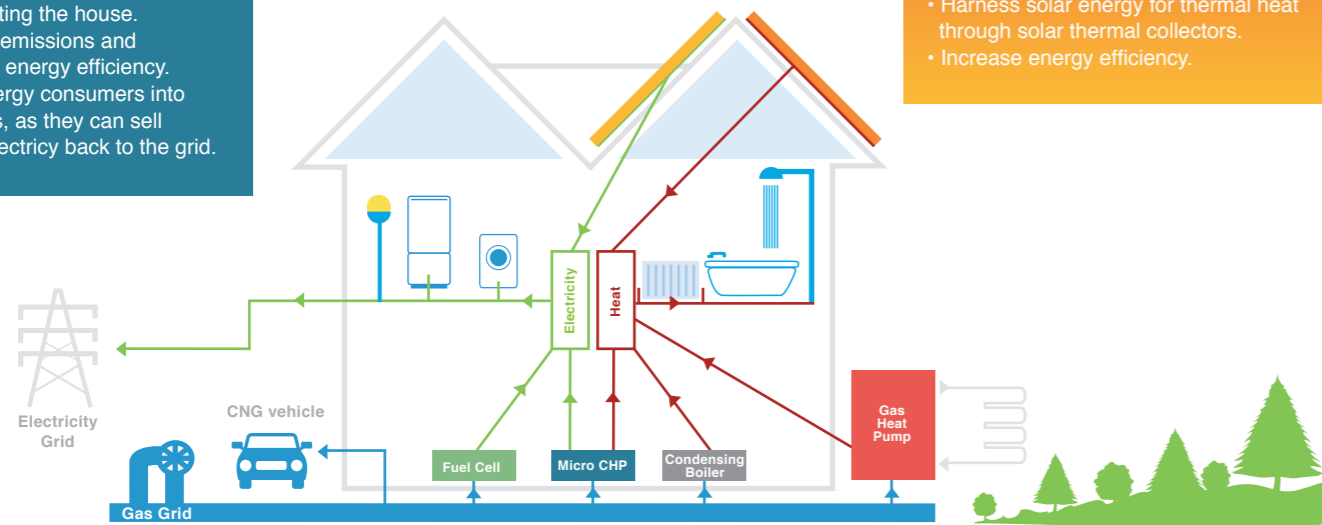 ting the house.
emissions and
energy efficiency.
ergy consumers into
s, as they can sell
ectricy back to the grid.
• Harness solar energy for thermal heat
through solar thermal collectors.
• Increase energy efficiency.
Electricity
Heat
Electricity
Grid
CNG vehicle
Fuel Cell
Micro CHP
Condensing
Boiler
Gas
Heat
Pump
Gas Grid